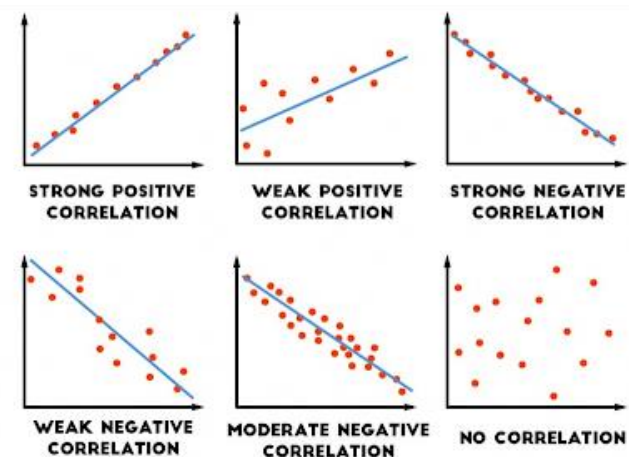 STRONG POSITIVE
CORRELATION
WEAK POSITIVE
CORRELATION
STRONG NEGATIVE
CORRELATION
WEAK NEGATIVE
CORRELATION
MODERATE NEGATIVE
CORRELATION
NO CORRELATION